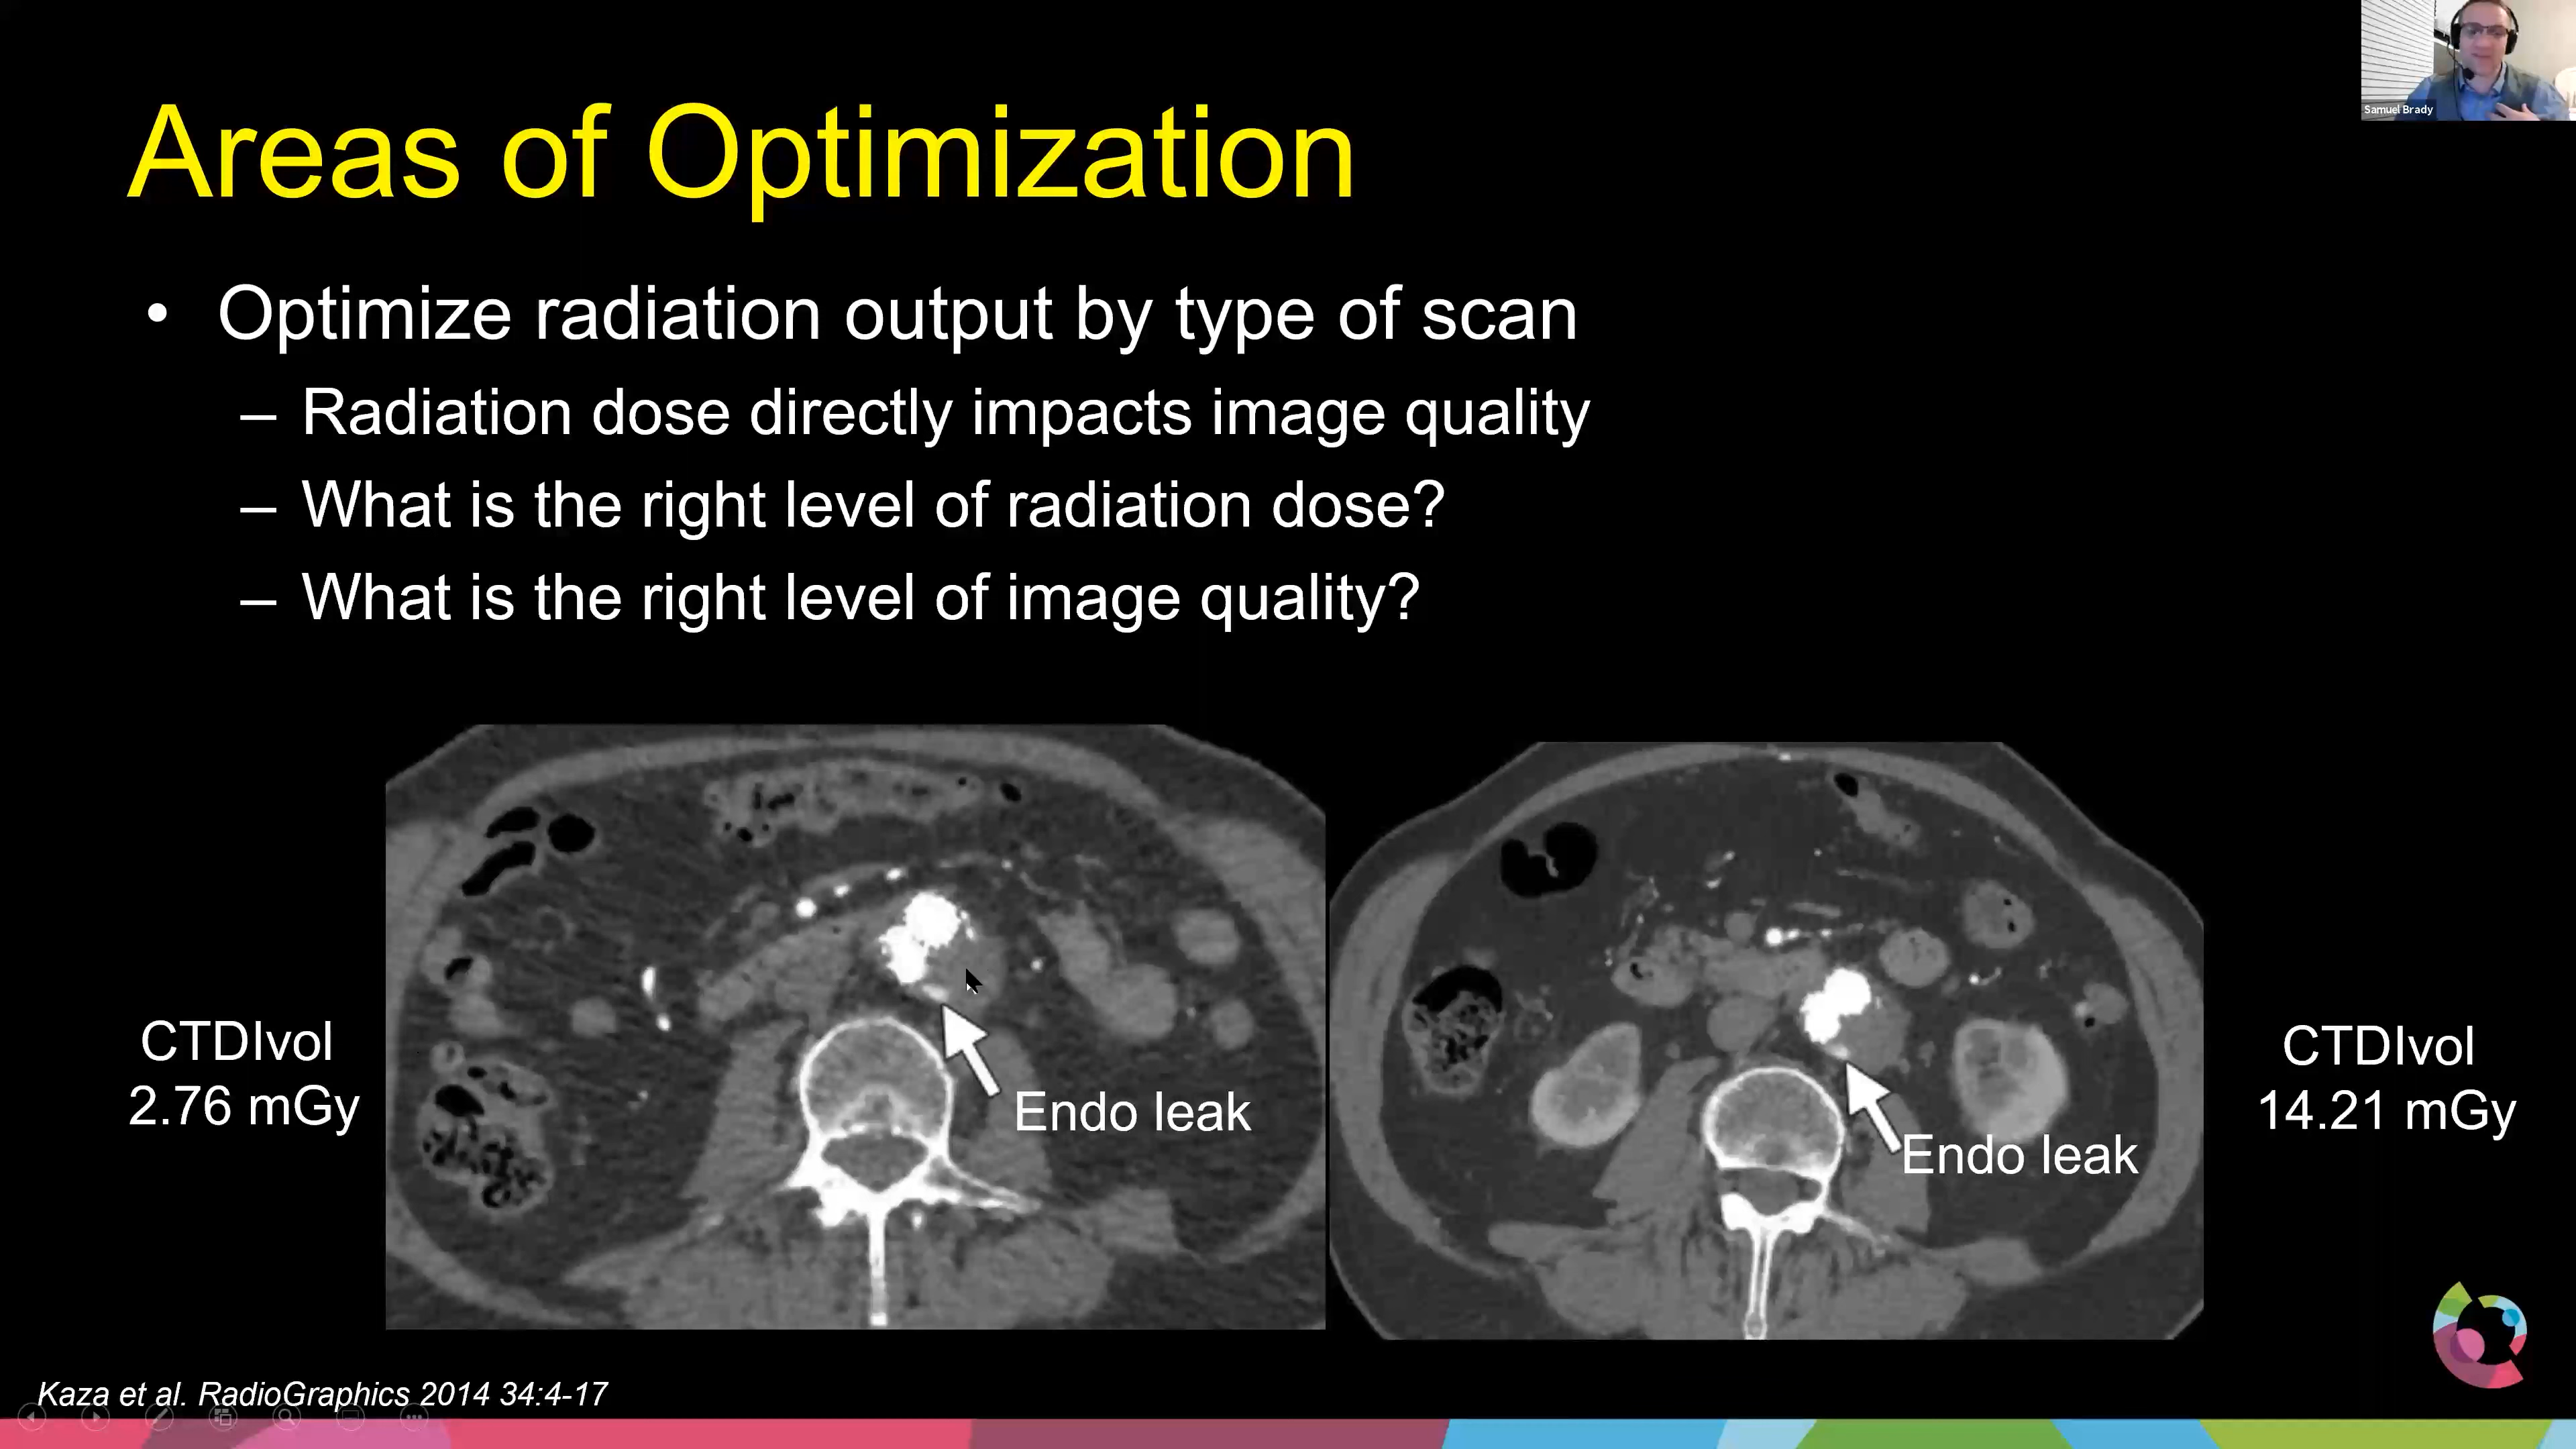 Samuel Brady
Areas of Optimization
• Optimize radiation output by type of scan
– Radiation dose directly impacts image quality
– What is the right level of radiation dose?
– What is the right level of image quality?
CTDIvol
2.76 mGy
Endo leak
Endo leak
CTDIvol
14.21 mGy
Kaza et al. RadioGraphics 2014 34:4-17